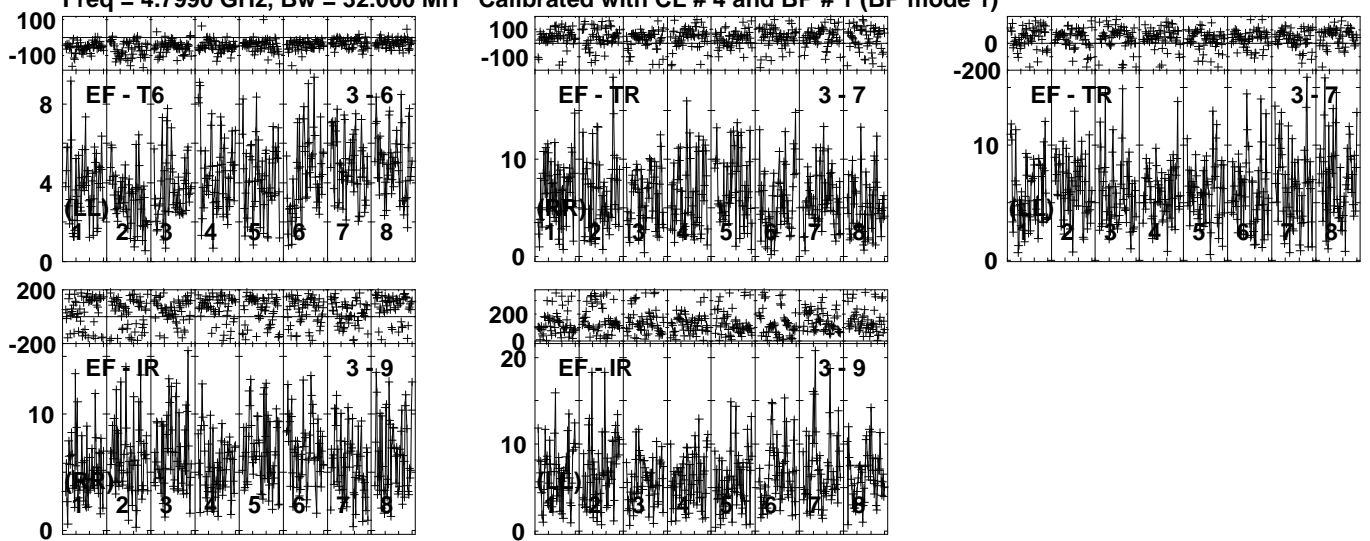 Freq = 4.7990 GHz, Bw = 32.000 MH Calibrated with CL # 4 and BP # 1 (BP mode 1)
100
-100
EF - T6 3 - 6
8
4
0
(LL)
1 2 3 4 5 6 7 8
100
-100
EF - TR 3 - 7
10
0
(RR)
1 2 3 4 5 6 7 8
0
-200
EF - TR 3 - 7
10
0
(LL)
1 2 3 4 5 6 7 8
200
-200
EF - IR 3 - 9
10
0
(RR)
1 2 3 4 5 6 7 8
200
0
EF - IR 3 - 9
20
10
0
(LL)
1 2 3 4 5 6 7 8